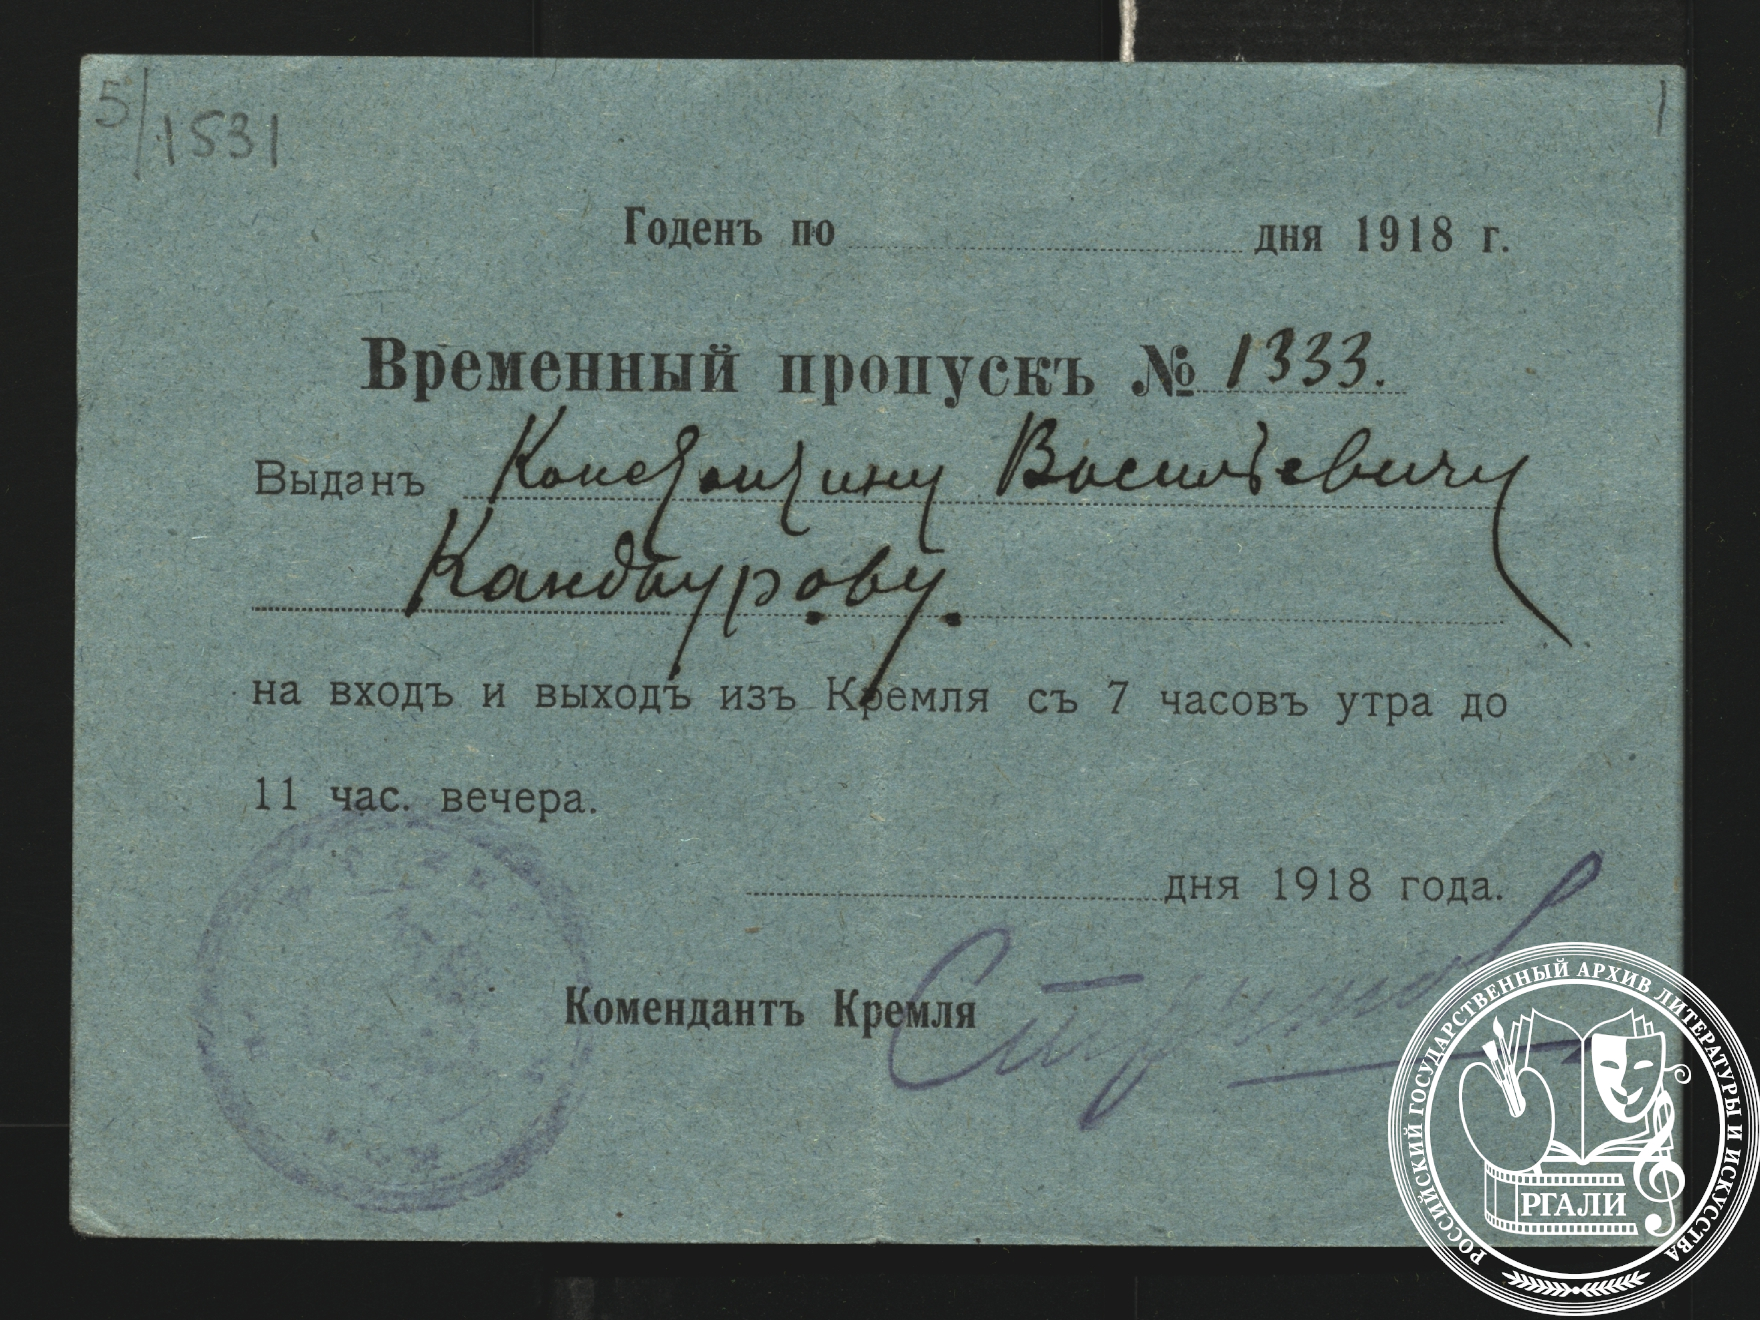 5/1531
1
Годенъ по дня 1918 г.
Временный пропускъ № 1333.
Выданъ Константину Васильевичу
Кандаурову.
на входъ и выходъ изъ Кремля съ 7 часовъ утра до
11 час. вечера.
дня 1918 года.
Комендантъ Кремля
РОССИЙСКИЙ ГОСУДАРСТВЕННЫЙ АРХИВ ЛИТЕРАТУРЫ И ИСКУССТВА
РГАЛИ